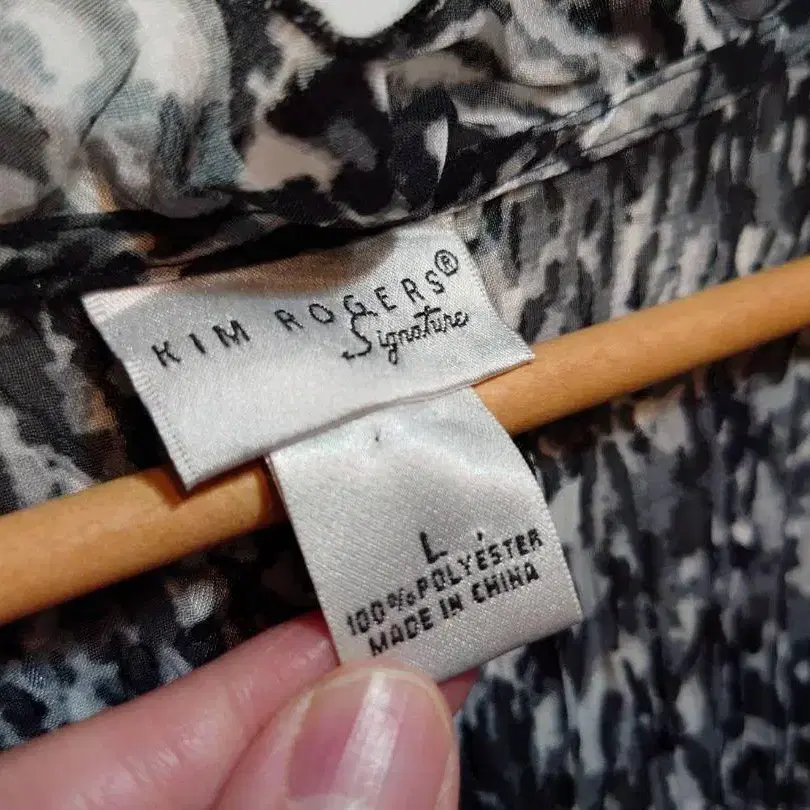 KIM ROGERS®
Signature
L
100% POLYESTER
MADE IN CHINA